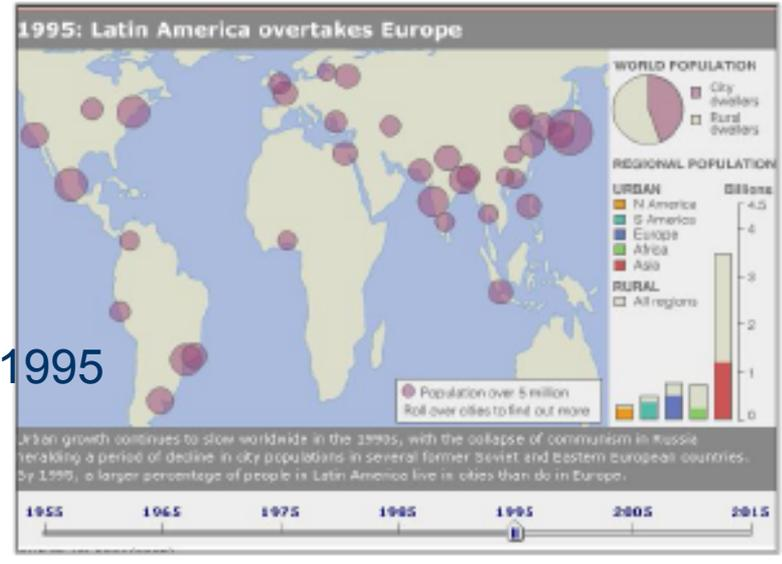 1995: Latin America overtakes Europe
WORLD POPULATION
City
dwellers
Rural
dwellers
REGIONAL POPULATION
URBAN
Billions
N America
S America
Europe
Africa
Asia
RURAL
All regions
4.5
4
3
2
1
0
1995
Population over 5 million
Roll over cities to find out more
Urban growth continues to slow worldwide in the 1990s, with the collapse of communism in Russia
heralding a period of decline in city populations in several former Soviet and Eastern European countries.
By 1995, a larger percentage of people in Latin America live in cities than do in Europe.
1955 1965 1975 1985 1995 2005 2015